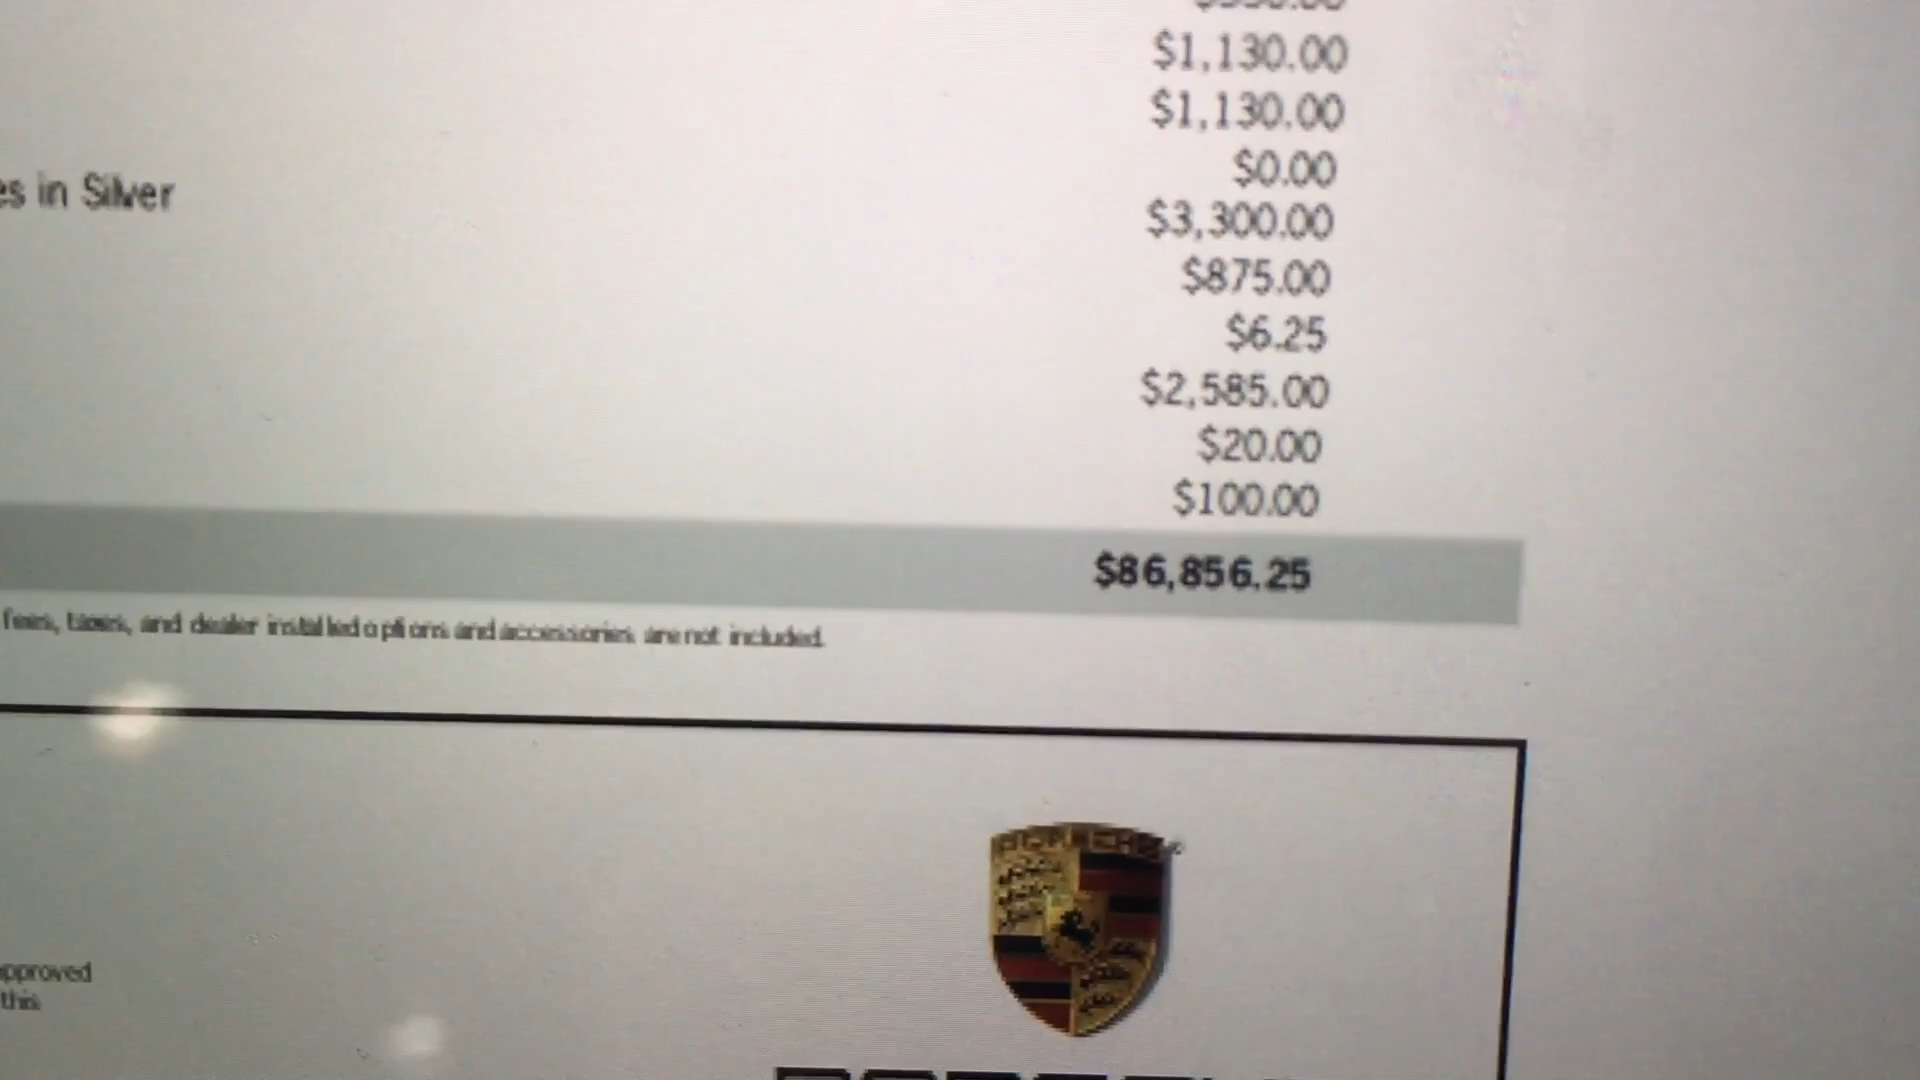 $1,130.00
$1,130.00
$0.00
es in Silver
$3,300.00
$875.00
$6.25
$2,585.00
$20.00
$100.00
$86,856.25
fees, taxes, and dealer installed options and accessories are not included.
PORSCHE
approved
this